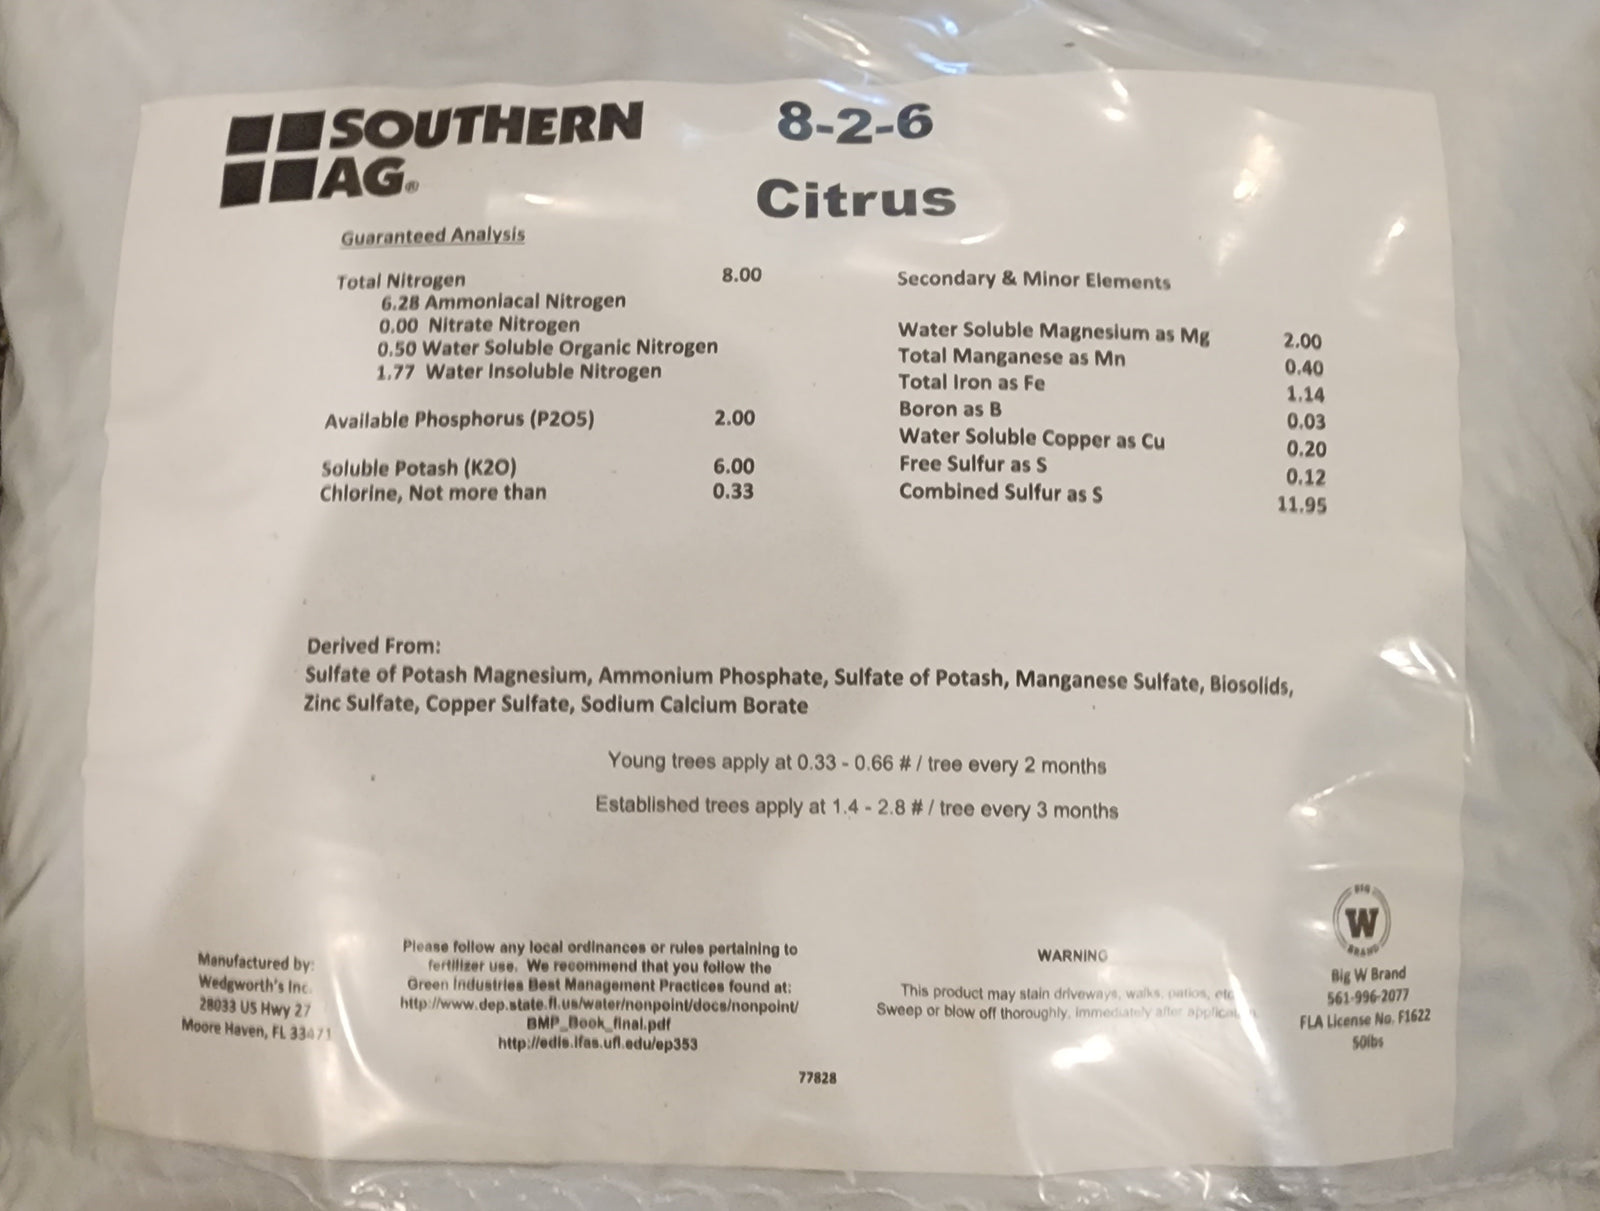 SOUTHERN
AG®
8-2-6
Citrus
Guaranteed Analysis
Total Nitrogen 8.00
6.28 Ammoniacal Nitrogen
0.00 Nitrate Nitrogen
0.50 Water Soluble Organic Nitrogen
1.77 Water Insoluble Nitrogen
Available Phosphorus (P2O5) 2.00
Soluble Potash (K2O) 6.00
Chlorine, Not more than 0.33
Secondary & Minor Elements
Water Soluble Magnesium as Mg 2.00
Total Manganese as Mn 0.40
Total Iron as Fe 1.14
Boron as B 0.03
Water Soluble Copper as Cu 0.20
Free Sulfur as S 0.12
Combined Sulfur as S 11.95
Derived From:
Sulfate of Potash Magnesium, Ammonium Phosphate, Sulfate of Potash, Manganese Sulfate, Biosolids,
Zinc Sulfate, Copper Sulfate, Sodium Calcium Borate
Young trees apply at 0.33 - 0.66 # / tree every 2 months
Established trees apply at 1.4 - 2.8 # / tree every 3 months
Manufactured by:
Wedgworth's Inc.
28033 US Hwy 27
Moore Haven, FL 33471
Please follow any local ordinances or rules pertaining to
fertilizer use. We recommend that you follow the
Green Industries Best Management Practices found at:
http://www.dep.state.fl.us/water/nonpoint/docs/nonpoint/
BMP_Book_final.pdf
http://edis.ifas.ufl.edu/ep353
77828
WARNING
This product may stain driveways, walks, patios, etc
Sweep or blow off thoroughly, immediately after
BIG
W
BRAND
Big W Brand
561-996-2077
FLA License No. F1622
50lbs